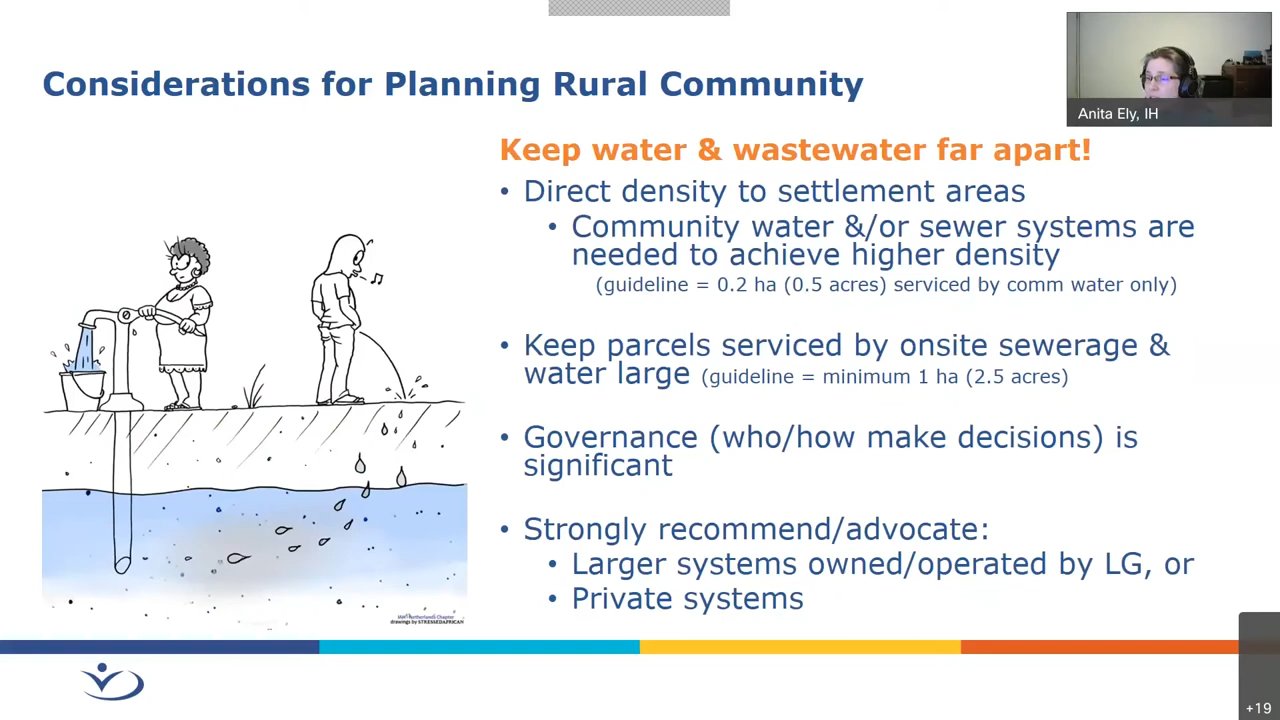 Considerations for Planning Rural Community
Anita Ely, IH
Keep water & wastewater far apart!
• Direct density to settlement areas
• Community water &/or sewer systems are
needed to achieve higher density
(guideline = 0.2 ha (0.5 acres) serviced by comm water only)
• Keep parcels serviced by onsite sewerage &
water large (guideline = minimum 1 ha (2.5 acres)
• Governance (who/how make decisions) is
significant
• Strongly recommend/advocate:
• Larger systems owned/operated by LG, or
• Private systems
drawings by STRESSEDAFRICAN
+19